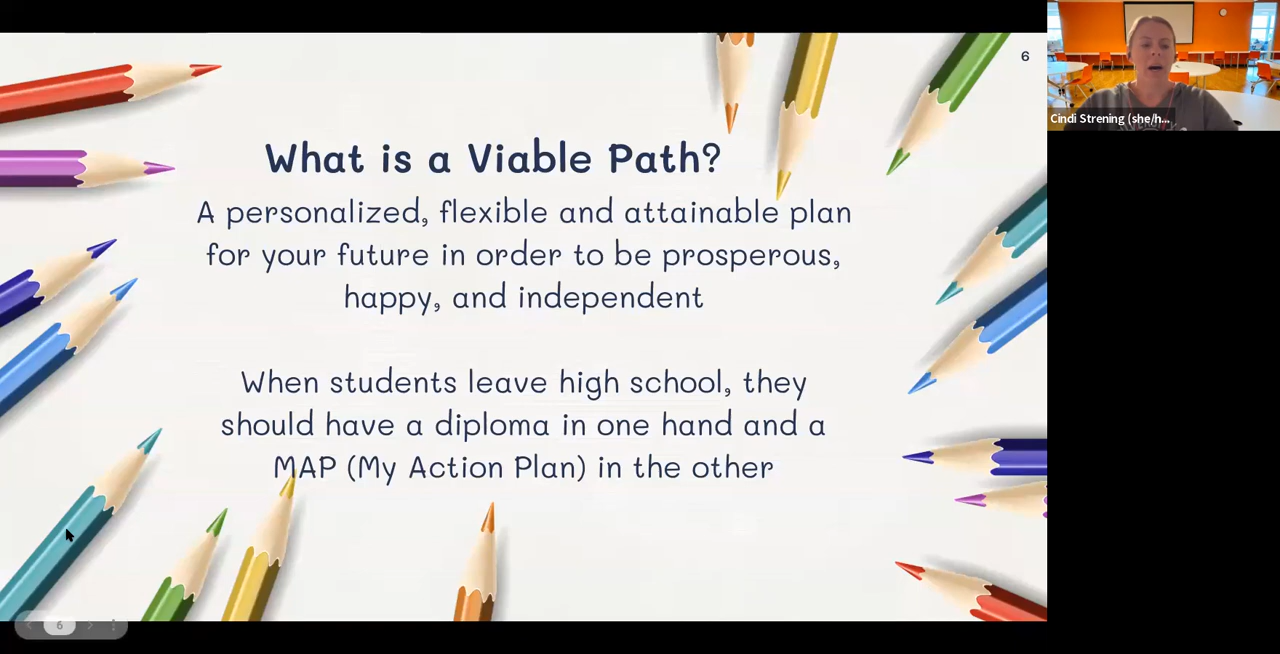 6
What is a Viable Path?
A personalized, flexible and attainable plan
for your future in order to be prosperous,
happy, and independent
When students leave high school, they
should have a diploma in one hand and a
MAP (My Action Plan) in the other
Cindi Strening (she/h...
6